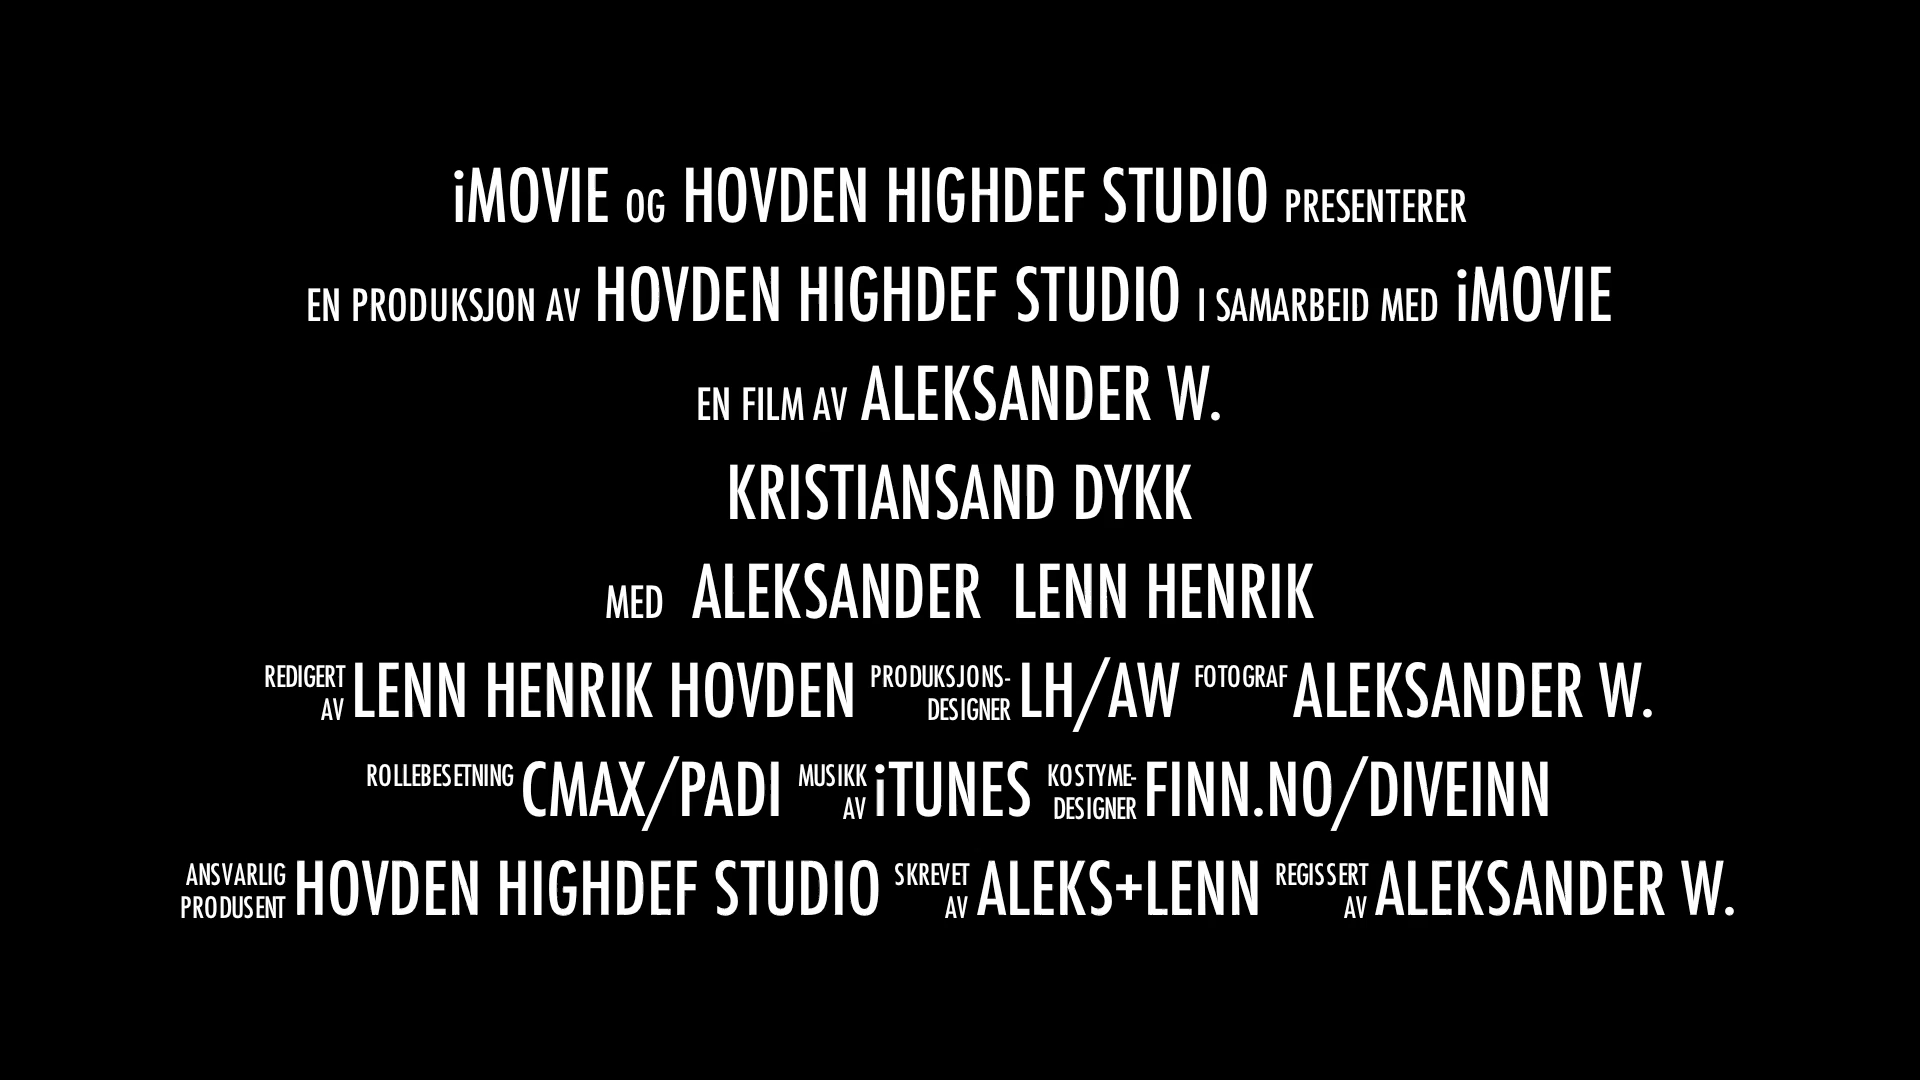 iMOVIE OG HOVDEN HIGHDEF STUDIO PRESENTERER
EN PRODUKSJON AV HOVDEN HIGHDEF STUDIO I SAMARBEID MED iMOVIE
EN FILM AV ALEKSANDER W.
KRISTIANSAND DYKK
MED ALEKSANDER LENN HENRIK
REDIGERT AV LENN HENRIK HOVDEN PRODUKSJONS-DESIGNER LH/AW FOTOGRAF ALEKSANDER W.
ROLLEBESETNING CMAX/PADI MUSIKK AV iTUNES KOSTYME-DESIGNER FINN.NO/DIVEINN
ANSVARLIG PRODUSENT HOVDEN HIGHDEF STUDIO SKREVET AV ALEKS+LENN REGISSERT AV ALEKSANDER W.